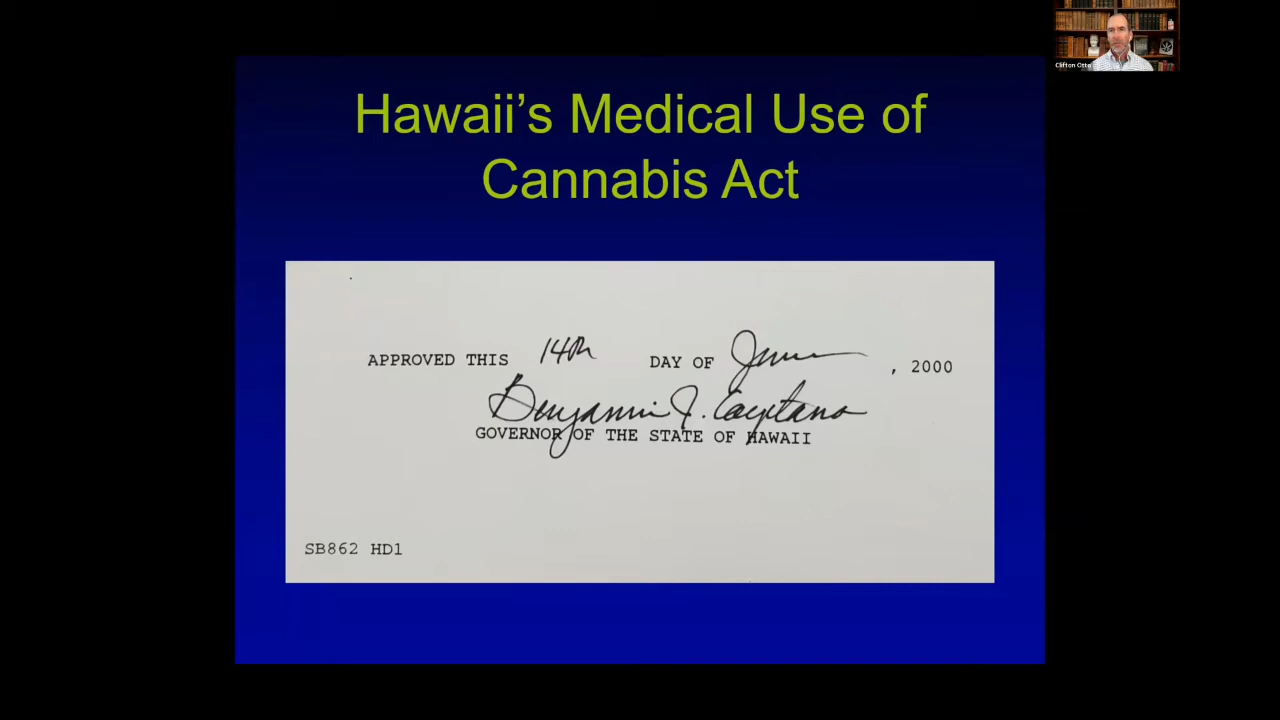 Clifton Otto
Hawaii's Medical Use of
Cannabis Act
APPROVED THIS 14th DAY OF June, 2000
Benjamin J. Cayetano
GOVERNOR OF THE STATE OF HAWAII
SB862 HD1